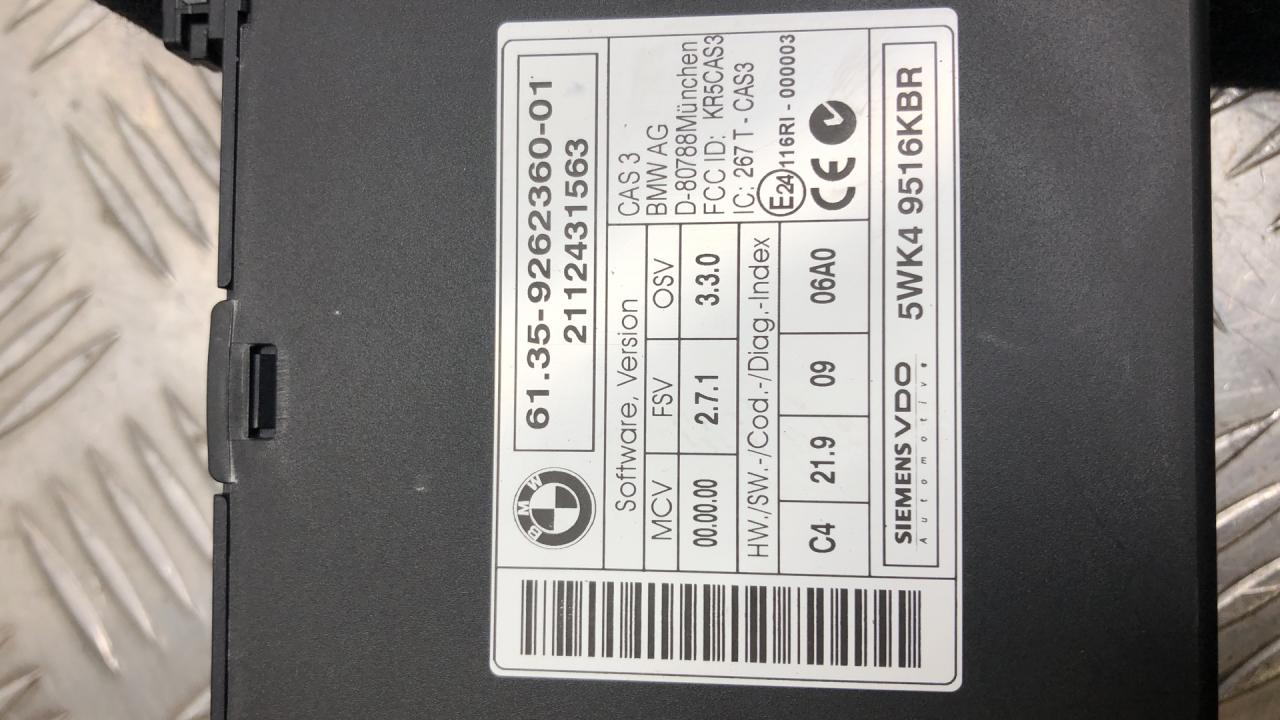 BMW
61.35-9262360-01
2112431563
Software, Version
MCV FSV OSV
00.00.00 2.7.1 3.3.0
HW./SW.-/Cod.-/Diag.-Index
C4 21.9 09 06A0
CAS 3
BMW AG
D-80788München
FCC ID: KR5CAS3
IC: 267 T - CAS3
E24 116RI - 000003
CE
SIEMENS VDO 5WK4 9516KBR
Automotive